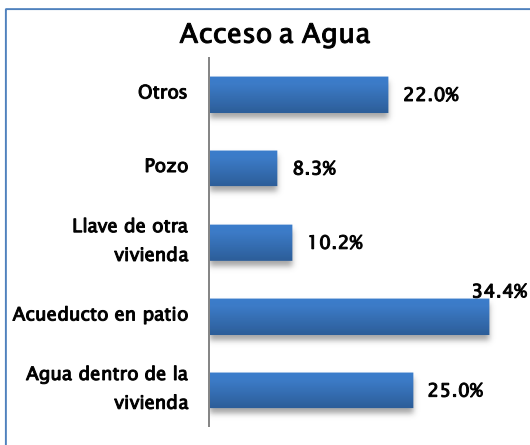 Acceso a Agua
Otros
22.0%
Pozo
8.3%
Llave de otra
vivienda
10.2%
34.4%
Acueducto en patio
Agua dentro de la
vivienda
25.0%